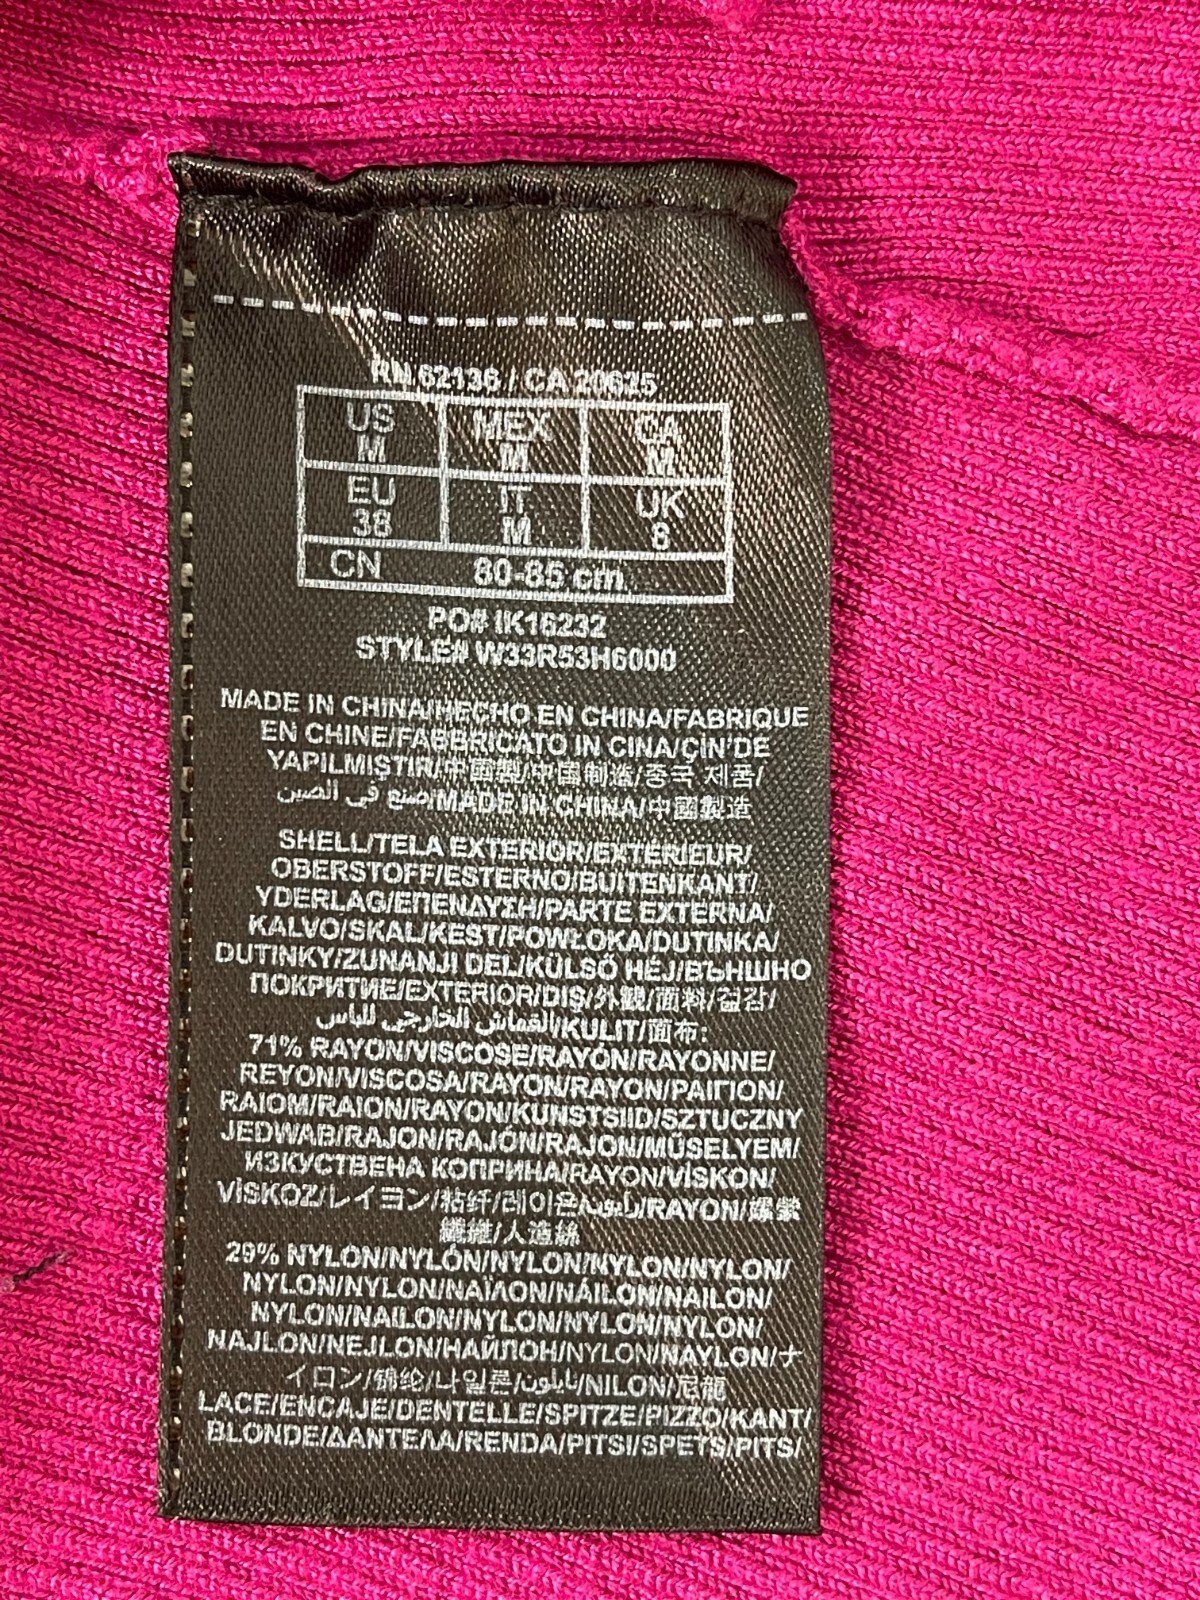 RN 62136 / CA 20675
US MEX CA
M M M
EU IT UK
38 M 8
CN 80-85 cm
PO# IK16232
STYLE# W33R53H6000
MADE IN CHINA/HECHO EN CHINA/FABRIQUE
EN CHINE/FABBRICATO IN CINA/ÇIN'DE
YAPILMIŞTIR/中国製/中国制造/중국 제품/
صنع في الصين/MADE IN CHINA/中國製造
SHELL/TELA EXTERIOR/EXTÉRIEUR/
OBERSTOFF/ESTERNO/BUITENKANT/
YDERLAG/ΕΠΕΝΔΥΣΗ/PARTE EXTERNA/
KALVO/SKAL/KEST/POWŁOKA/DUTINKA/
DUTINKY/ZUNANJI DEL/KÜLSŐ HÉJ/ВЪНШНО
ПОКРИТИЕ/EXTERIOR/DIŞ/外観/面料/겉감/
القماش الخارجي للباس/KULIT/面布:
71% RAYON/VISCOSE/RAYÓN/RAYONNE/
REYON/VISCOSA/RAYON/RAYON/ΡΑΙΓΙΟΝ/
RAIOM/RAION/RAYON/KUNSTSIID/SZTUCZNY
JEDWAB/RAJON/RAJÓN/RAJON/MŰSELYEM/
ИЗКУСТВЕНА КОПРИНА/RAYON/VİSKON/
VİSKOZ/レイヨン/粘纤/레이온/رايون/RAYON/嫘縈
纖維/人造絲
29% NYLON/NYLÓN/NYLON/NYLON/NYLON/
NYLON/NYLON/ΝΑΪΛΟΝ/NÁILON/NAILON/
NYLON/NAILON/NYLON/NYLON/NYLON/
NAJLON/NEJLON/НАЙЛОН/NYLON/NAYLON/ナ
イロン/锦纶/나일론/نايلون/NILON/尼龍
LACE/ENCAJE/DENTELLE/SPITZE/PIZZO/KANT/
BLONDE/ΔΑΝΤΕΛΑ/RENDA/PITSI/SPETS/PITS/